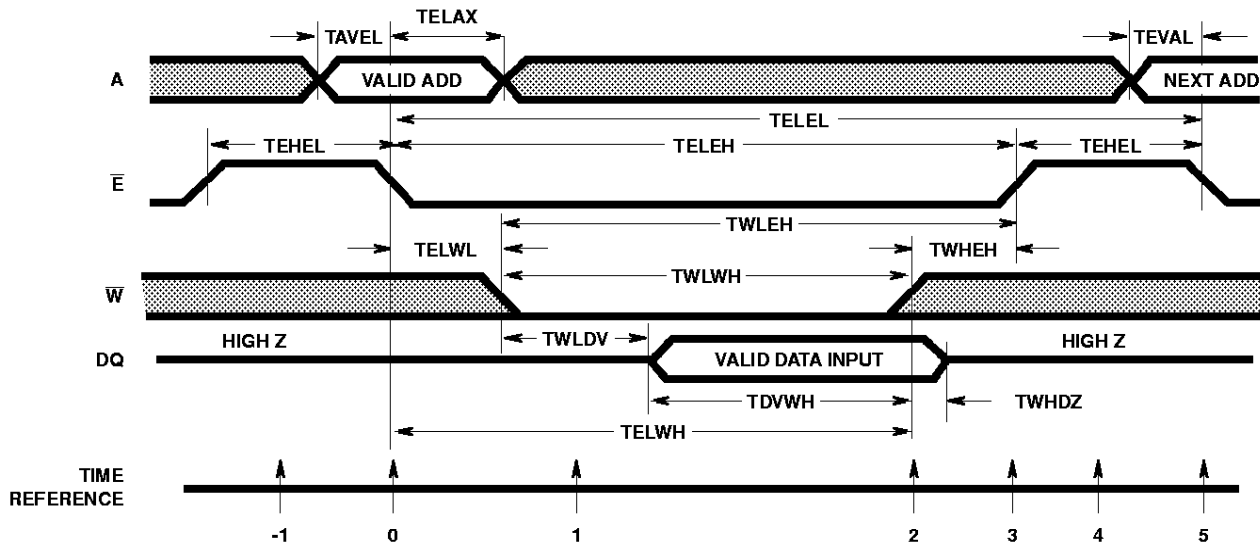 TELAX
TAVEL
TEVAL
A
VALID ADD
NEXT ADD
TELEL
TEHEL
TELEH
TEHEL
E
TWLEH
TELWL
TWHEH
TWLWH
W
HIGH Z
TWLDV
HIGH Z
DQ
VALID DATA INPUT
TDVWH
TWHDZ
TELWH
TIME
REFERENCE
-1
0
1
2
3
4
5